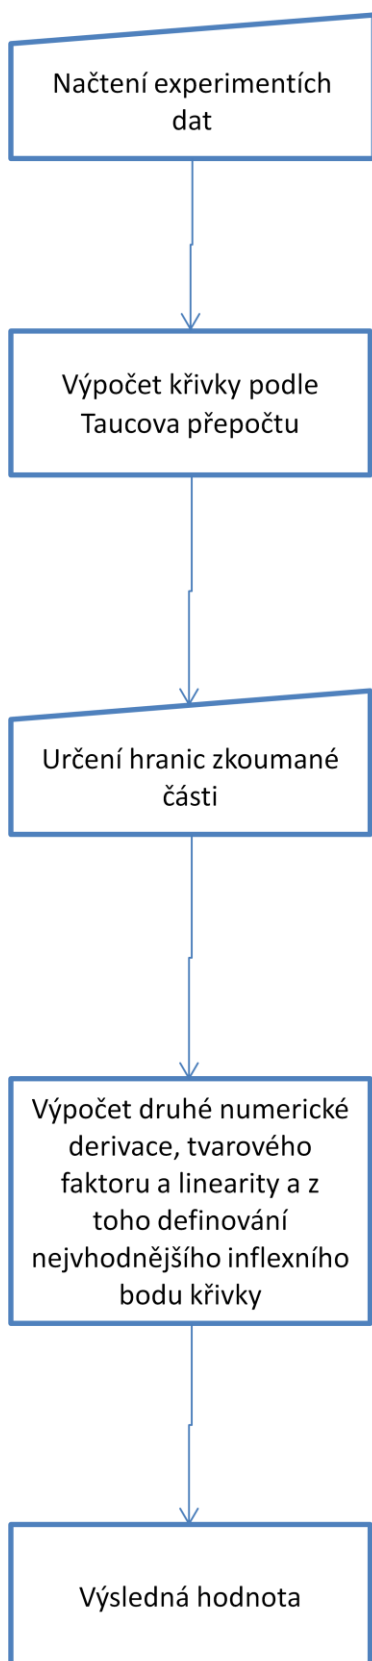 Načtení experimentích
dat
Výpočet křivky podle
Taucova přepočtu
Určení hranic zkoumané
části
Výpočet druhé numerické
derivace, tvarového
faktoru a linearity a z
toho definování
nejvhodnějšího inflexního
bodu křivky
Výsledná hodnota